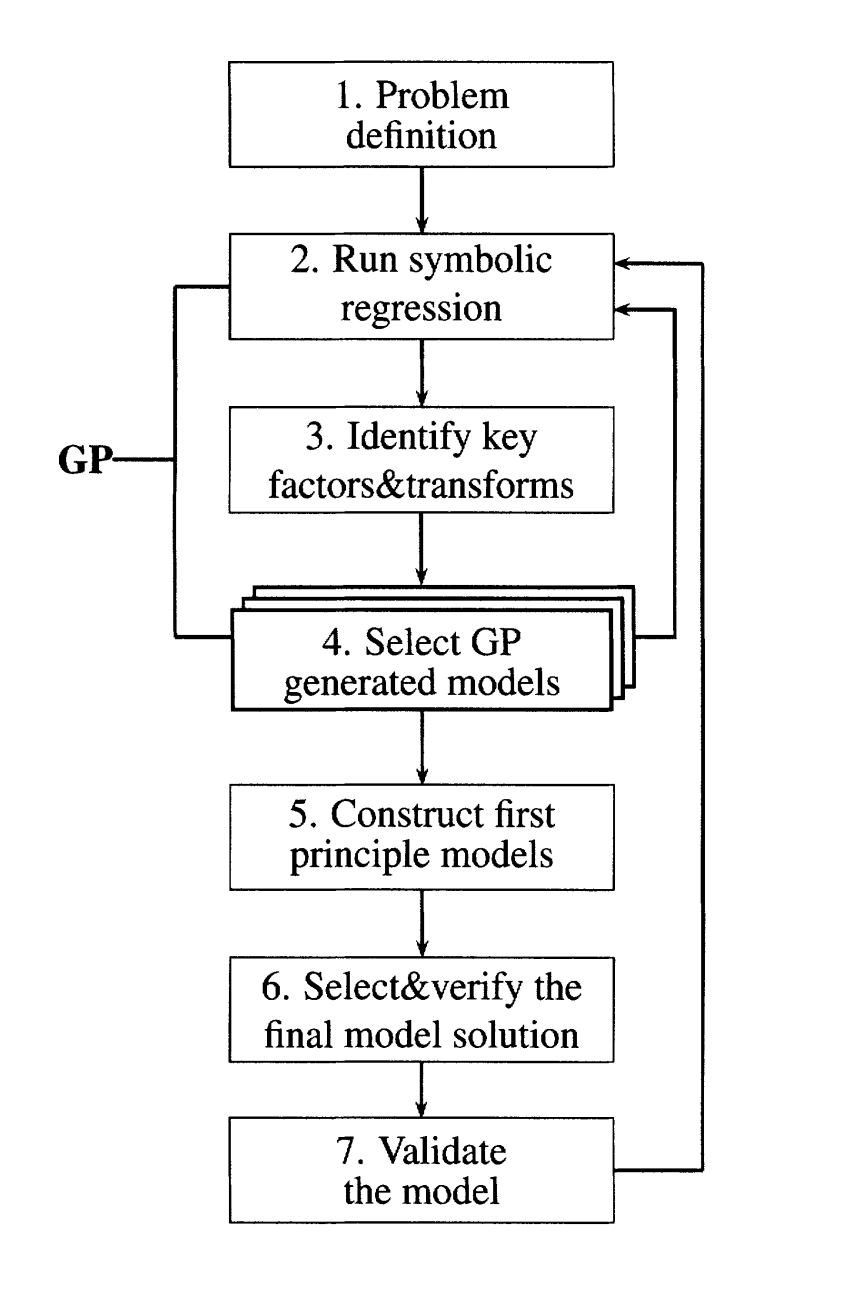 1. Problem
definition
2. Run symbolic
regression
3. Identify key
factors&transforms
GP
4. Select GP
generated models
5. Construct first
principle models
6. Select&verify the
final model solution
7. Validate
the model